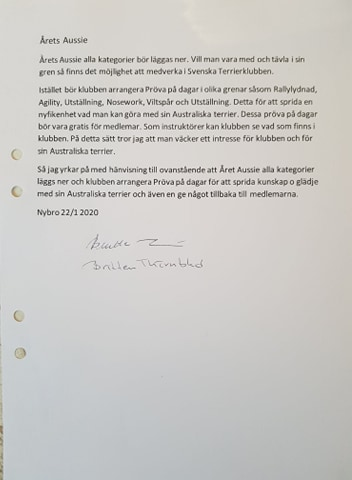 Årets Aussie
Årets Aussie alla kategorier bör läggas ner. Vill man vara med och tävla i sin
gren så finns det möjlighet att medverka i Svenska Terrierklubben.
Istället bör klubben arrangera Pröva på dagar i olika grenar såsom Rallylydnad,
Agility, Utställning, Nosework, Viltspår och Utställning. Detta för att sprida en
nyfikenhet vad man kan göra med sin Australiska terrier. Dessa pröva på dagar
bör vara gratis för medlemar. Som instruktörer kan klubben se vad som finns i
klubben. På detta sätt tror jag att man väcker ett intresse för klubben och för
sin Australiska terrier.
Så jag yrkar på med hänvisning till ovanstående att Året Aussie alla kategorier
läggs ner och klubben arrangera Pröva på dagar för att sprida kunskap o glädje
med sin Australiska terrier och även en ge något tillbaka till medlemarna.
Nybro 22/1 2020